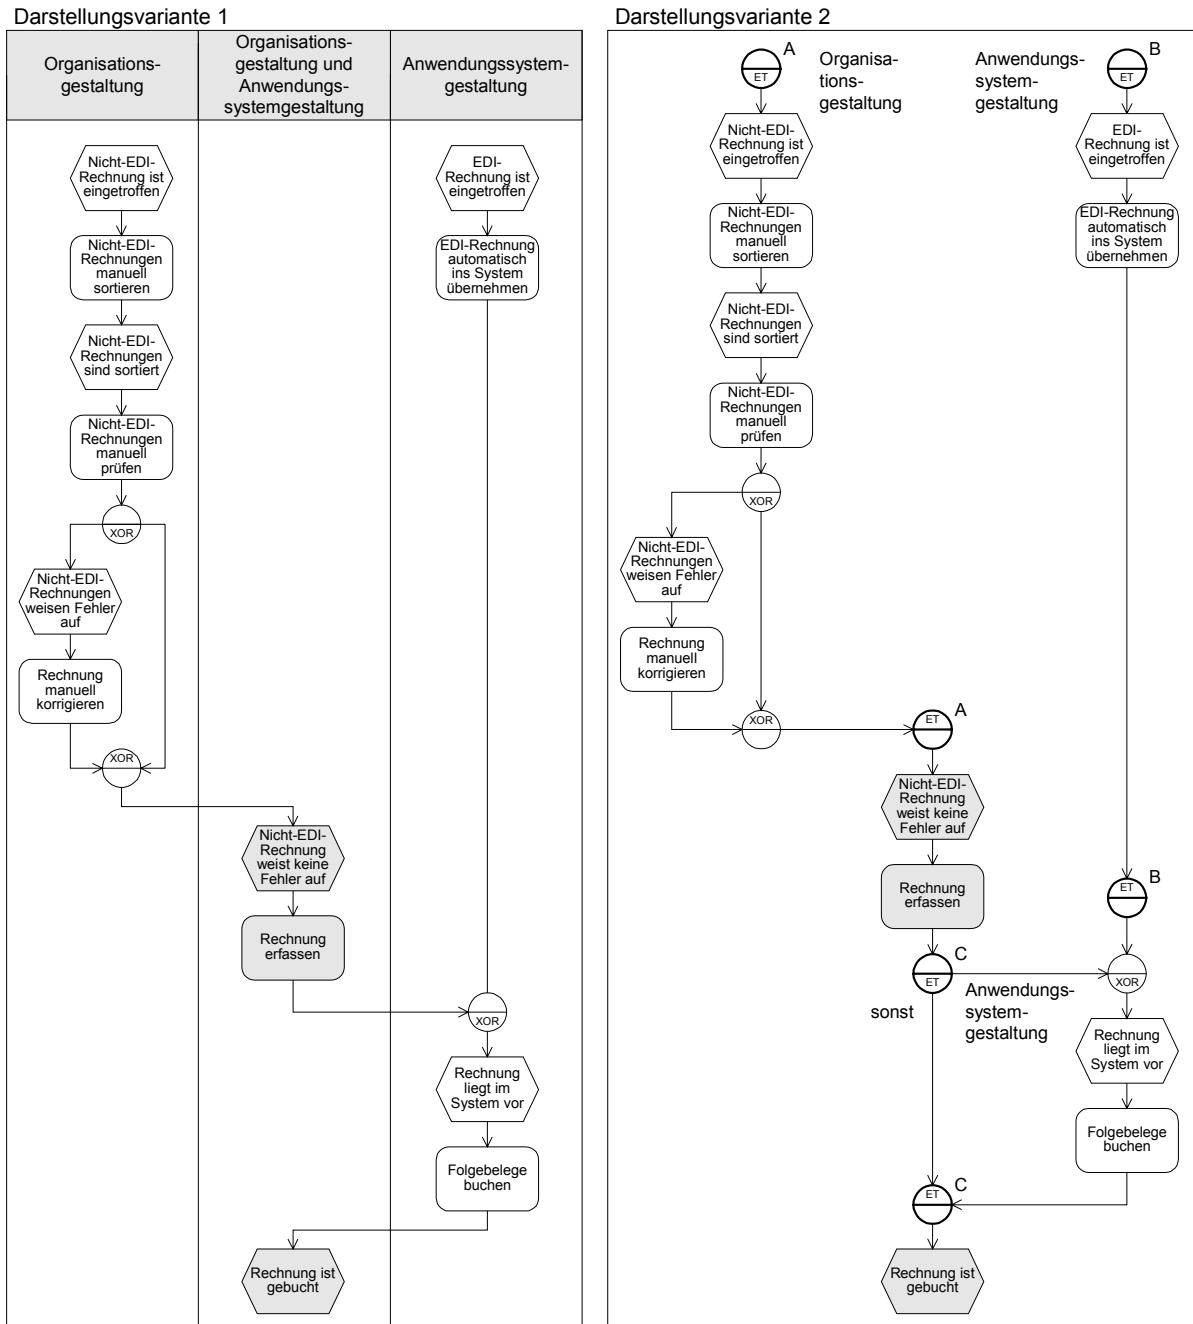 Darstellungsvariante 1
Organisations-
gestaltung
Organisations-
gestaltung und
Anwendungs-
systemgestaltung
Anwendungssystem-
gestaltung
Nicht-EDI-
Rechnung ist
eingetroffen
EDI-
Rechnung ist
eingetroffen
Nicht-EDI-
Rechnungen
manuell
sortieren
EDI-Rechnung
automatisch
ins System
übernehmen
Nicht-EDI-
Rechnungen
sind sortiert
Nicht-EDI-
Rechnungen
manuell
prüfen
XOR
Nicht-EDI-
Rechnungen
weisen Fehler
auf
Rechnung
manuell
korrigieren
XOR
Nicht-EDI-
Rechnung
weist keine
Fehler auf
Rechnung
erfassen
XOR
Rechnung
liegt im
System vor
Folgebelege
buchen
Rechnung ist
gebucht
Darstellungsvariante 2
A
ET
Organisa-
tions-
gestaltung
Anwendungs-
system-
gestaltung
B
ET
Nicht-EDI-
Rechnung ist
eingetroffen
EDI-
Rechnung ist
eingetroffen
Nicht-EDI-
Rechnungen
manuell
sortieren
EDI-Rechnung
automatisch
ins System
übernehmen
Nicht-EDI-
Rechnungen
sind sortiert
Nicht-EDI-
Rechnungen
manuell
prüfen
XOR
Nicht-EDI-
Rechnungen
weisen Fehler
auf
Rechnung
manuell
korrigieren
XOR
A
ET
Nicht-EDI-
Rechnung
weist keine
Fehler auf
Rechnung
erfassen
B
ET
C
ET
XOR
sonst
Anwendungs-
system-
gestaltung
Rechnung
liegt im
System vor
Folgebelege
buchen
C
ET
Rechnung ist
gebucht